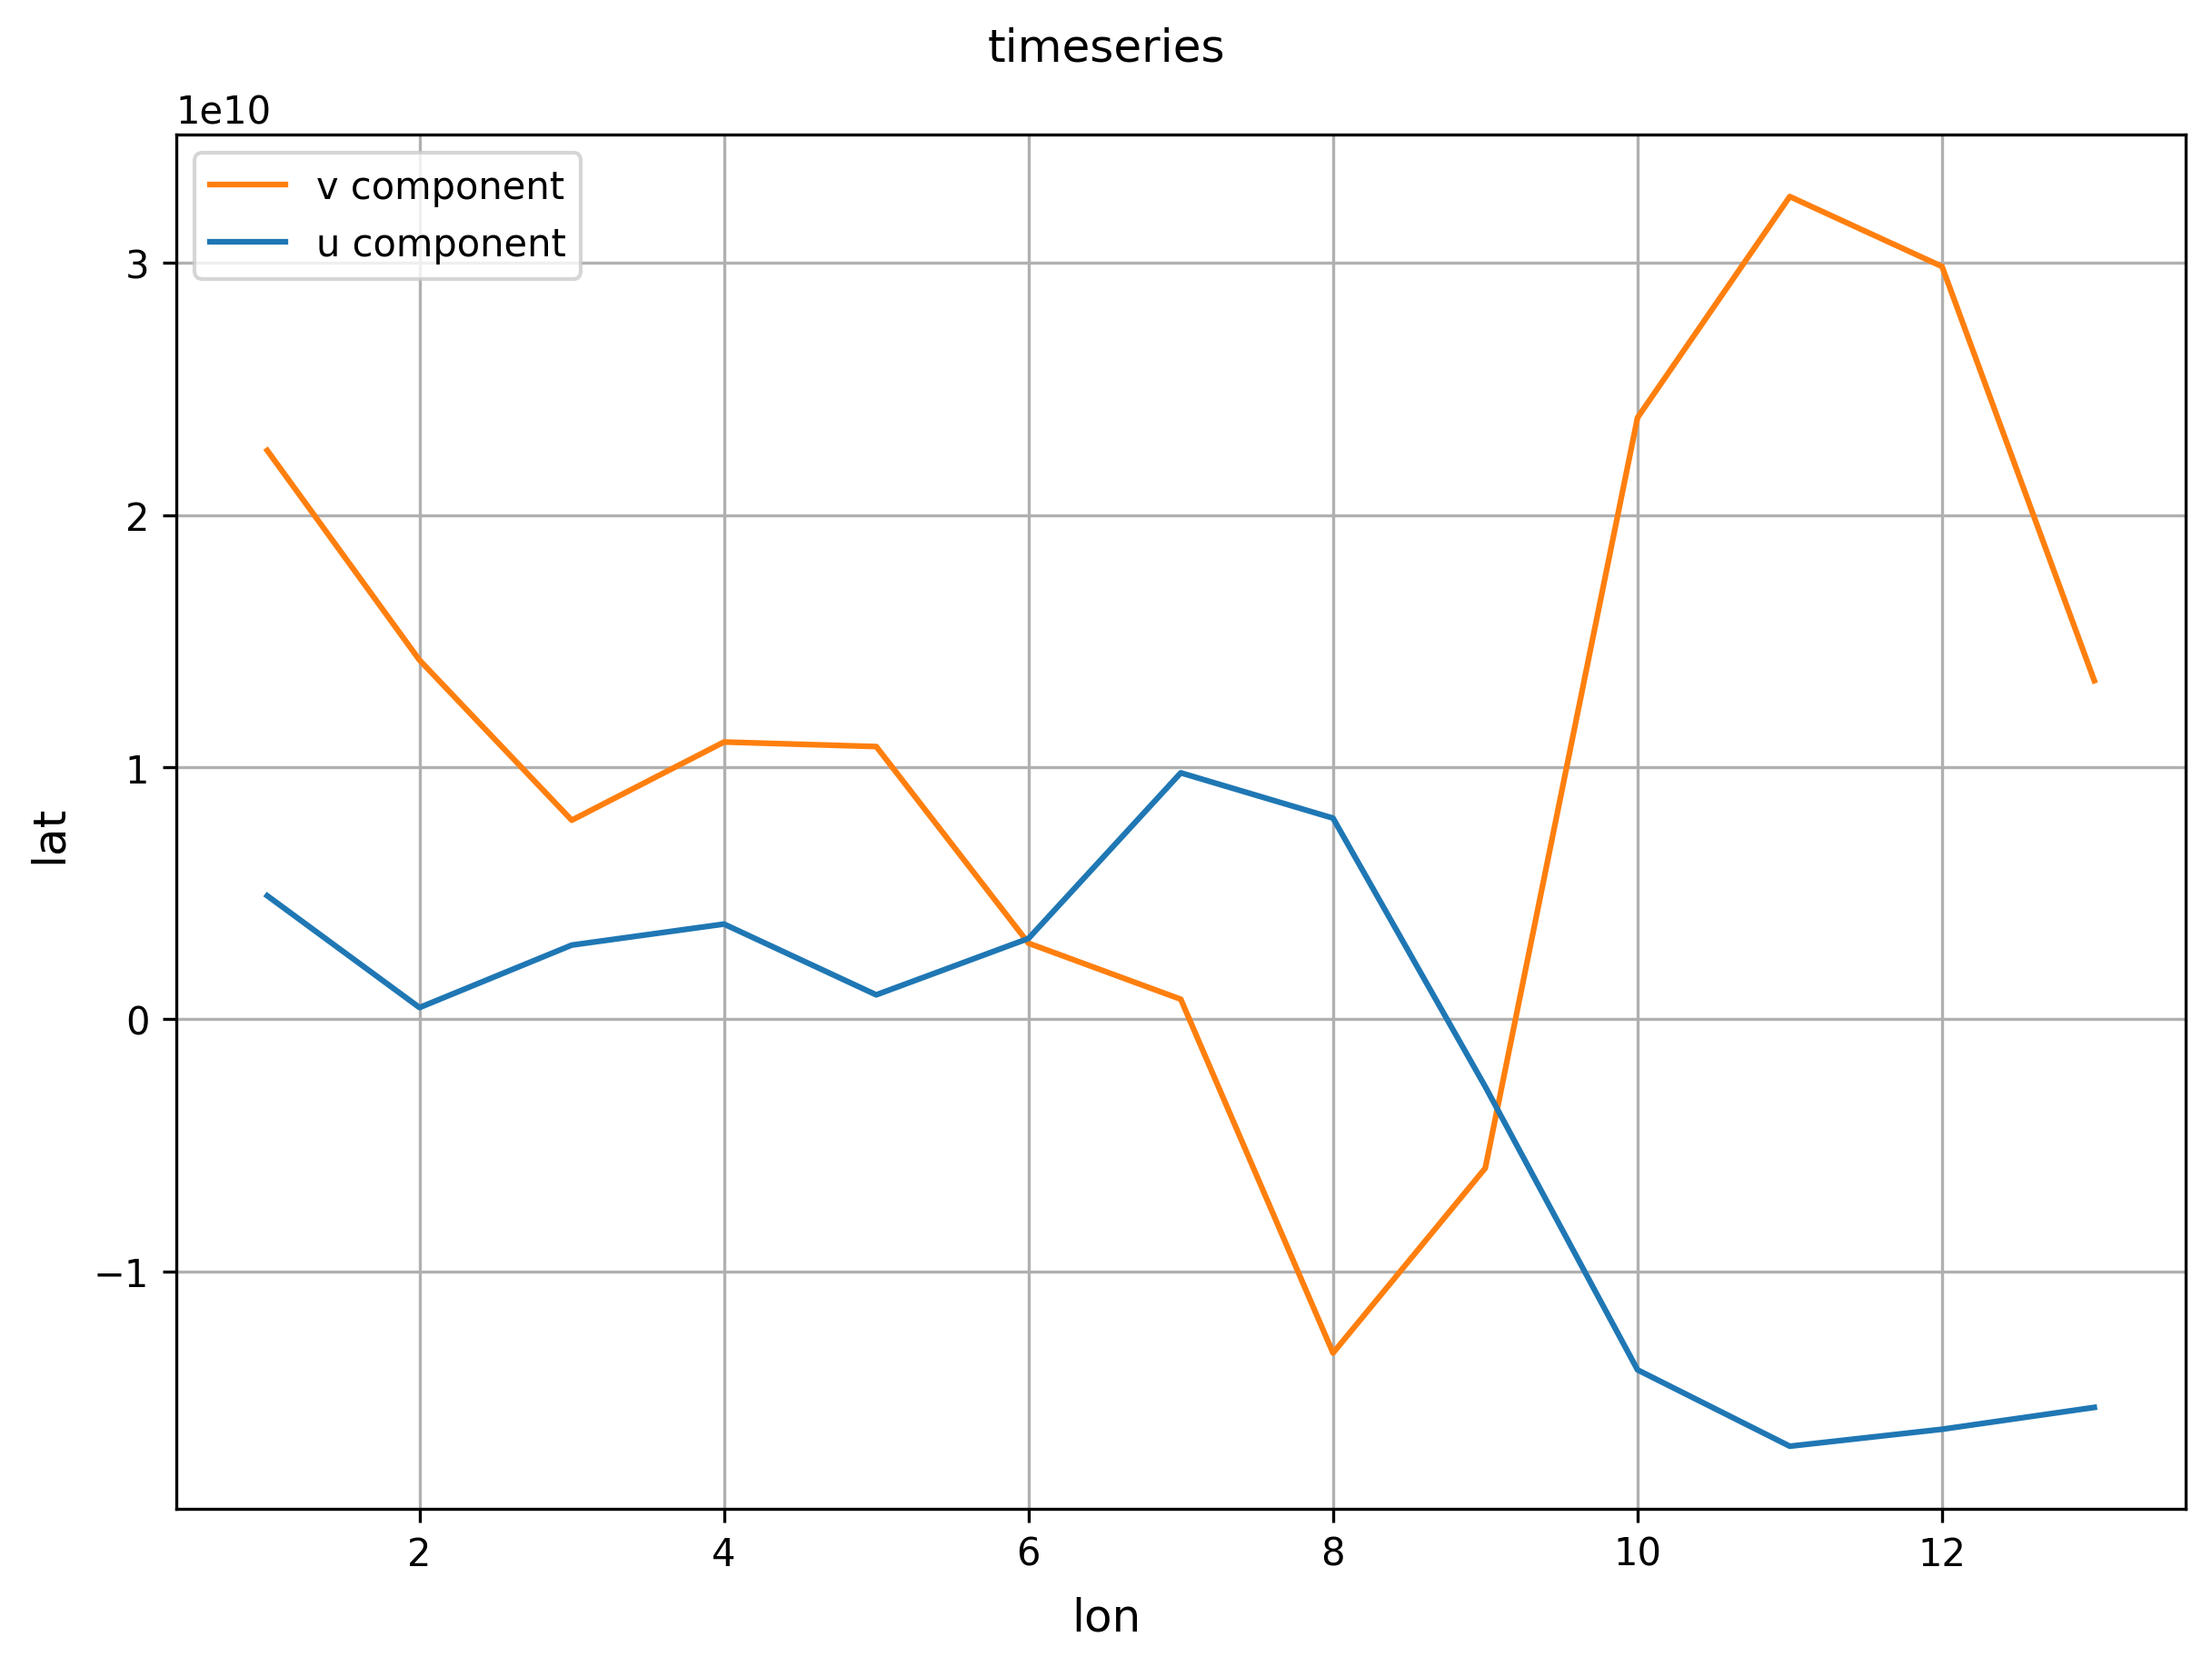 timeseries
1e10
v component
u component
3
2
1
0
−1
lat
2 4 6 8 10 12
lon